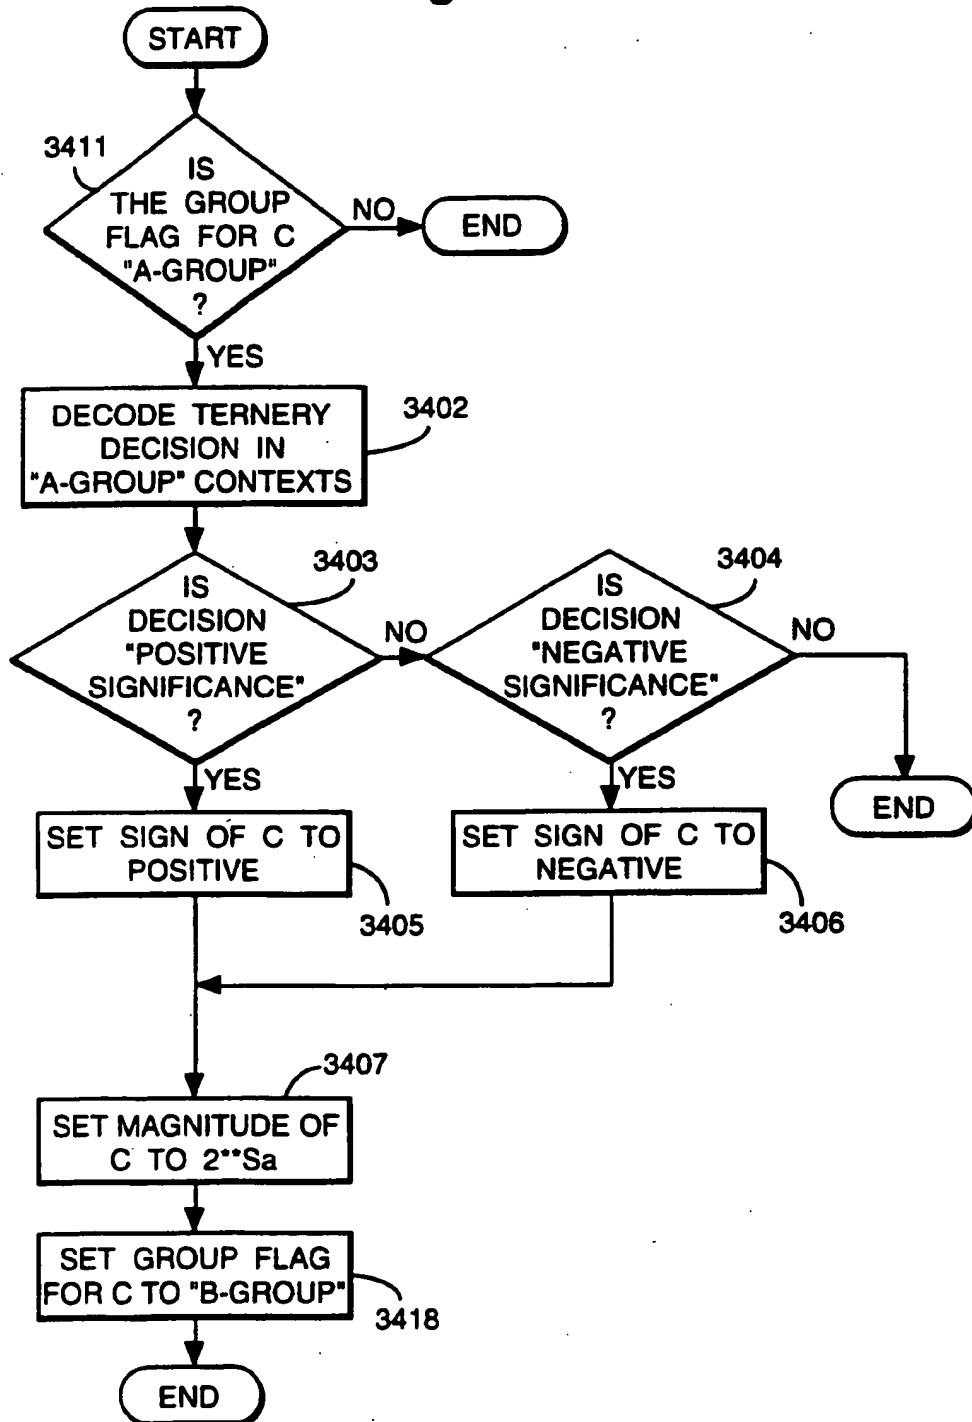 START
3411
IS
THE GROUP
FLAG FOR C
"A-GROUP"
?
NO
END
YES
DECODE TERNERY
DECISION IN
"A-GROUP" CONTEXTS
3402
3403
IS
DECISION
"POSITIVE
SIGNIFICANCE"
?
NO
3404
IS
DECISION
"NEGATIVE
SIGNIFICANCE"
?
NO
YES
YES
END
SET SIGN OF C TO
POSITIVE
3405
SET SIGN OF C TO
NEGATIVE
3406
3407
SET MAGNITUDE OF
C TO 2**Sa
SET GROUP FLAG
FOR C TO "B-GROUP"
3418
END